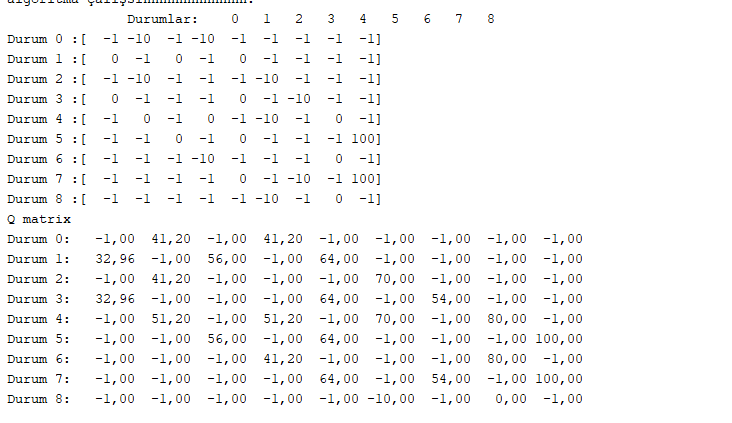 Durumlar: 0 1 2 3 4 5 6 7 8
Durum 0 :[ -1 -10 -1 -10 -1 -1 -1 -1 -1]
Durum 1 :[ 0 -1 0 -1 0 -1 -1 -1 -1]
Durum 2 :[ -1 -10 -1 -1 -1 -10 -1 -1 -1]
Durum 3 :[ 0 -1 -1 -1 0 -1 -10 -1 -1]
Durum 4 :[ -1 0 -1 0 -1 -10 -1 0 -1]
Durum 5 :[ -1 -1 0 -1 0 -1 -1 -1 100]
Durum 6 :[ -1 -1 -1 -10 -1 -1 -1 0 -1]
Durum 7 :[ -1 -1 -1 -1 0 -1 -10 -1 100]
Durum 8 :[ -1 -1 -1 -1 -1 -10 -1 0 -1]
Q matrix
Durum 0: -1,00 41,20 -1,00 41,20 -1,00 -1,00 -1,00 -1,00 -1,00
Durum 1: 32,96 -1,00 56,00 -1,00 64,00 -1,00 -1,00 -1,00 -1,00
Durum 2: -1,00 41,20 -1,00 -1,00 -1,00 70,00 -1,00 -1,00 -1,00
Durum 3: 32,96 -1,00 -1,00 -1,00 64,00 -1,00 54,00 -1,00 -1,00
Durum 4: -1,00 51,20 -1,00 51,20 -1,00 70,00 -1,00 80,00 -1,00
Durum 5: -1,00 -1,00 56,00 -1,00 64,00 -1,00 -1,00 -1,00 100,00
Durum 6: -1,00 -1,00 -1,00 41,20 -1,00 -1,00 -1,00 80,00 -1,00
Durum 7: -1,00 -1,00 -1,00 -1,00 64,00 -1,00 54,00 -1,00 100,00
Durum 8: -1,00 -1,00 -1,00 -1,00 -1,00 -10,00 -1,00 0,00 -1,00